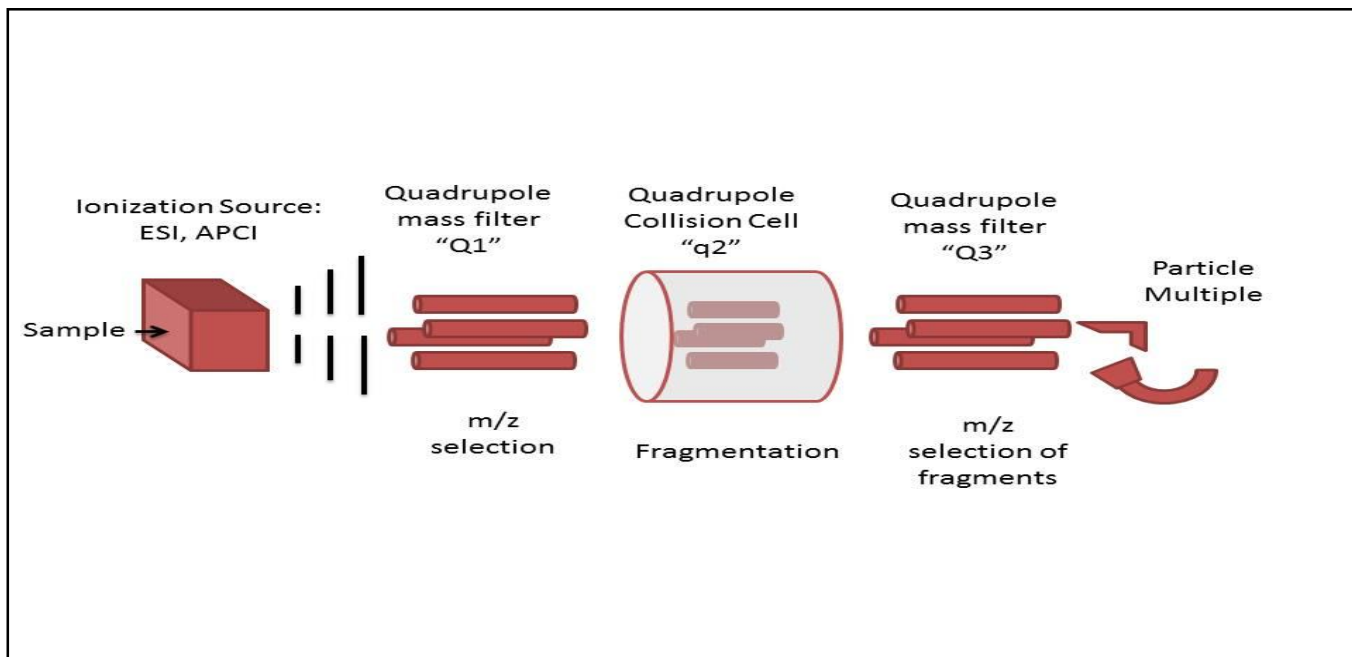 Ionization Source:
ESI, APCI
Sample
Quadrupole
mass filter
“Q1”
m/z
selection
Quadrupole
Collision Cell
“q2”
Fragmentation
Quadrupole
mass filter
“Q3”
m/z
selection of
fragments
Particle
Multiple